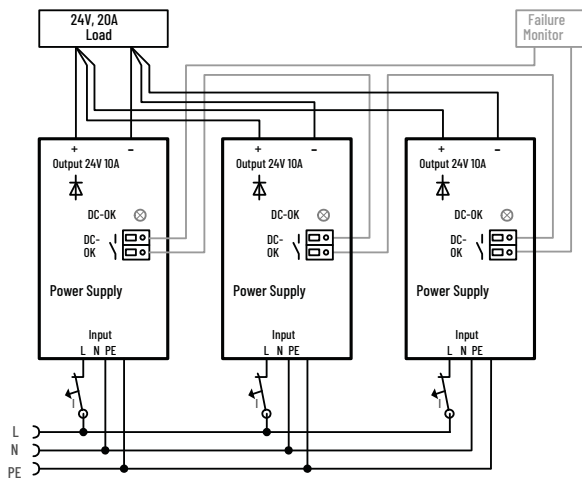 24V, 20A
Load
Failure
Monitor
+ –
Output 24V 10A
DC-OK
DC-
OK
Power Supply
Input
L N PE
I
+ –
Output 24V 10A
DC-OK
DC-
OK
Power Supply
Input
L N PE
I
+ –
Output 24V 10A
DC-OK
DC-
OK
Power Supply
Input
L N PE
I
L
N
PE